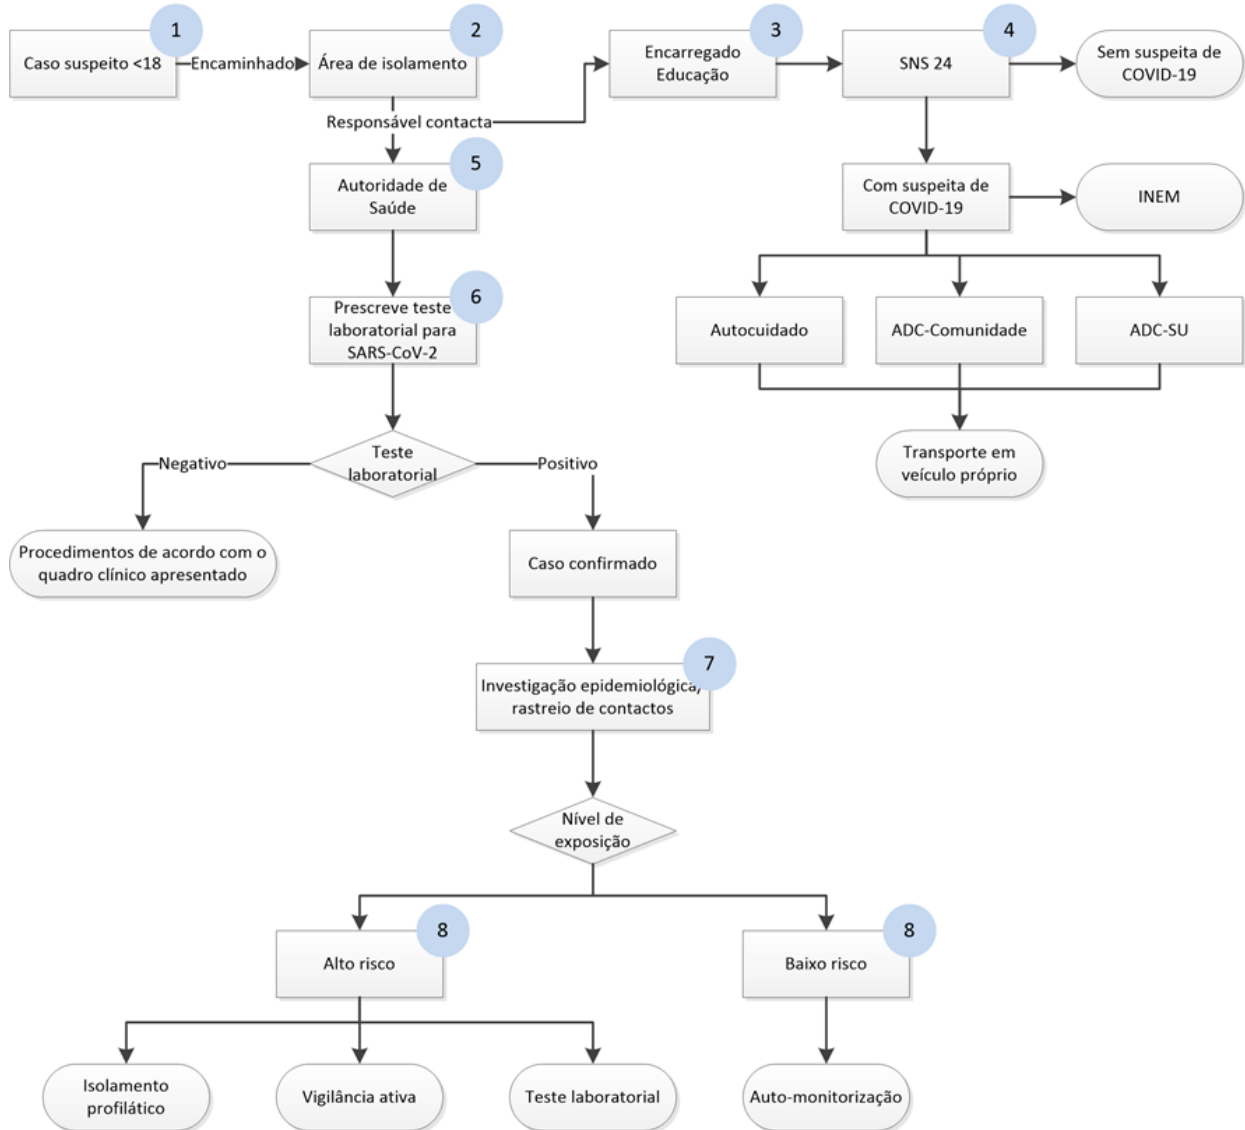 1
Caso suspeito <18
Encaminhado
2
Área de isolamento
3
Encarregado
Educação
4
SNS 24
Sem suspeita de
COVID-19
Responsável contacta
5
Autoridade de
Saúde
Com suspeita de
COVID-19
INEM
6
Prescreve teste
laboratorial para
SARS-CoV-2
Autocuidado
ADC-Comunidade
ADC-SU
Teste
laboratorial
Negativo
Positivo
Transporte em
veículo próprio
Procedimentos de acordo com o
quadro clínico apresentado
Caso confirmado
7
Investigação epidemiológica/
rastreio de contactos
Nível de
exposição
8
Alto risco
8
Baixo risco
Isolamento
profilático
Vigilância ativa
Teste laboratorial
Auto-monitorização